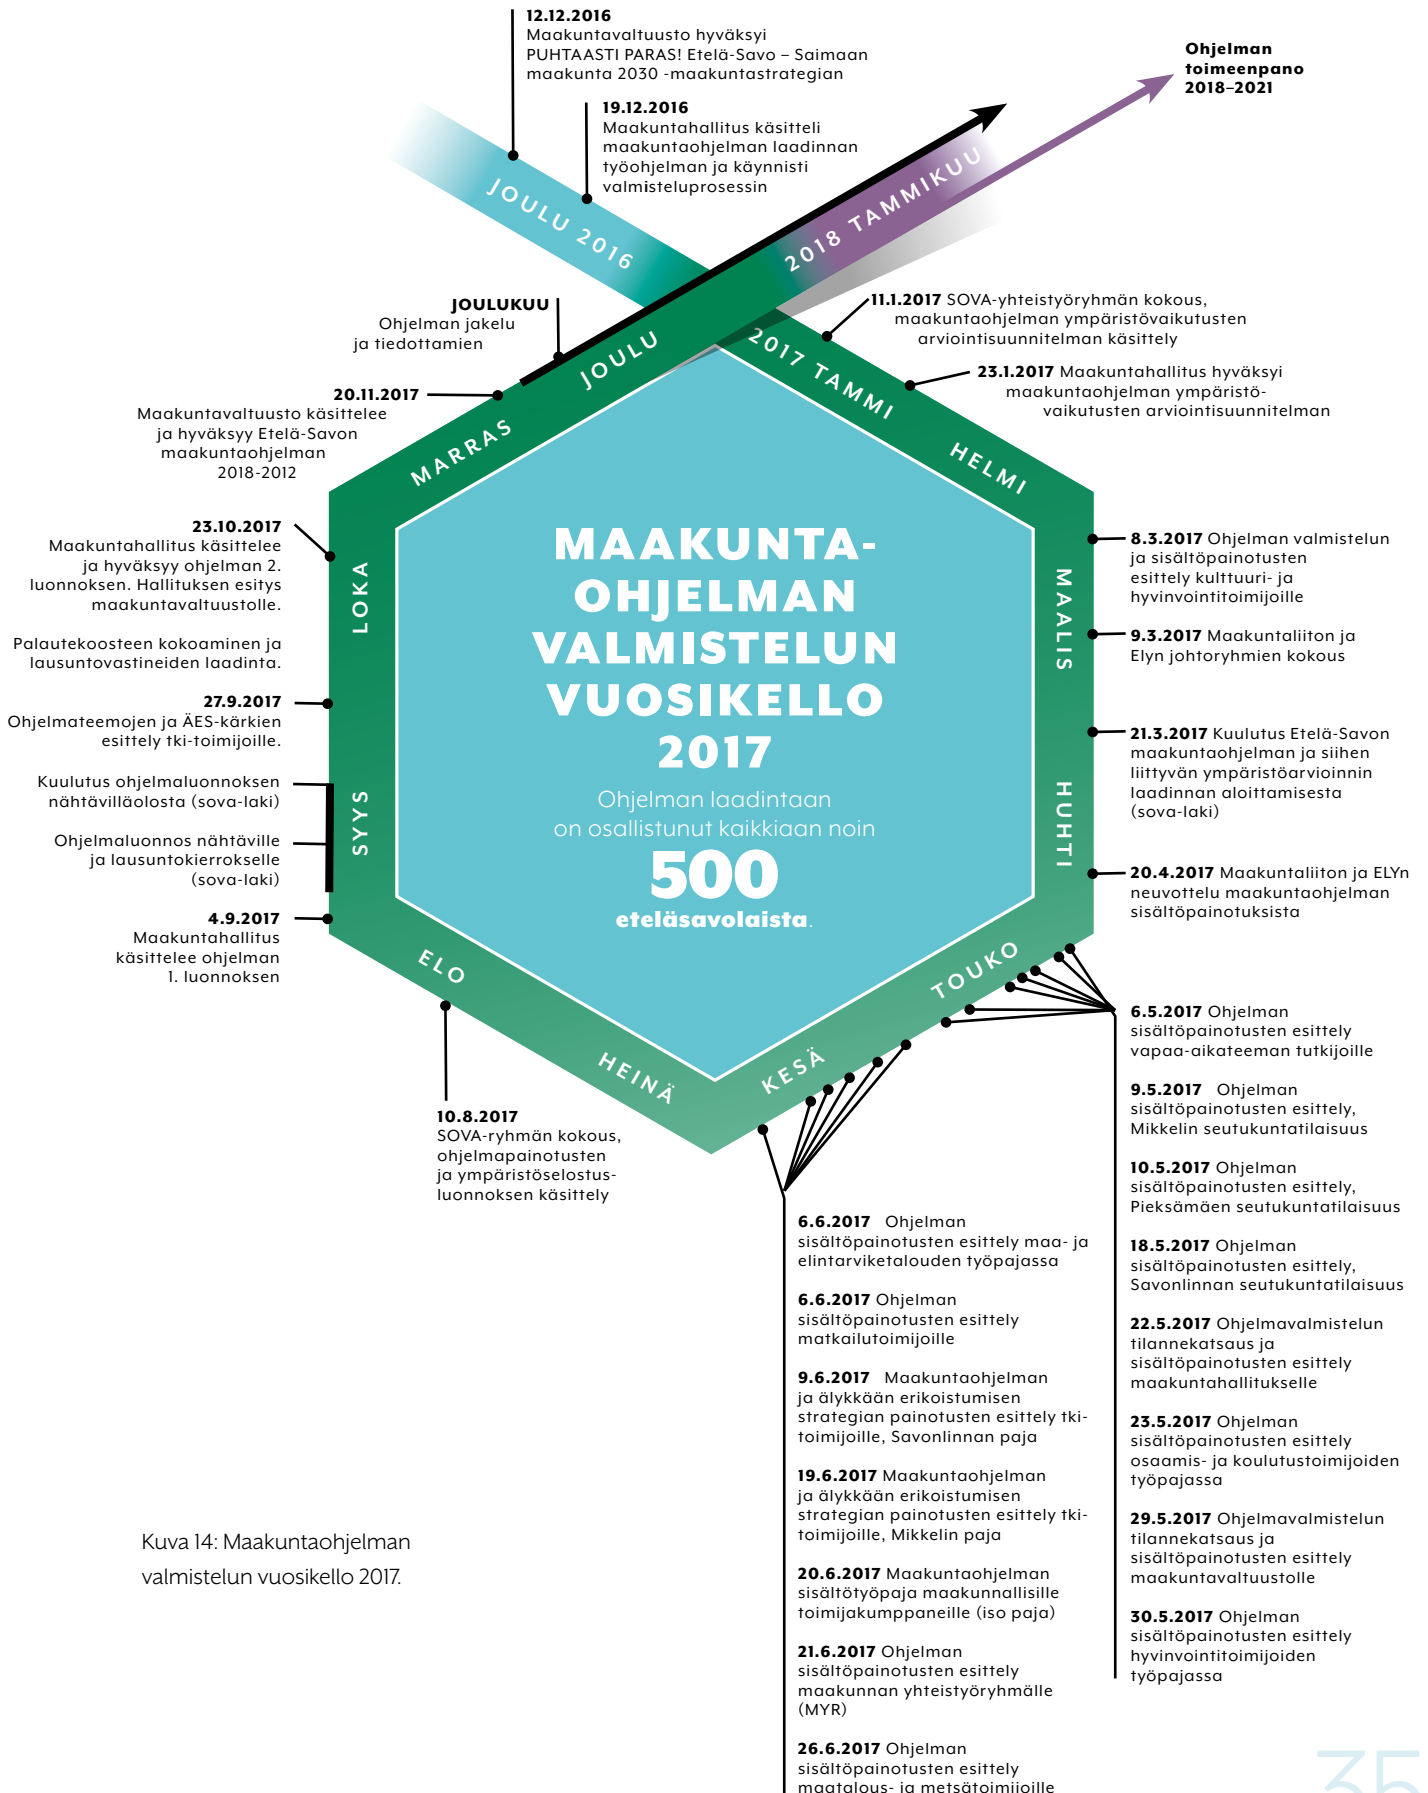 12.12.2016
Maakuntavaltuusto hyväksyi
PUHTAASTI PARAS! Etelä-Savo – Saimaan
maakunta 2030 -maakuntastrategian
19.12.2016
Maakuntahallitus käsitteli
maakuntaohjelman laadinnan
työohjelman ja käynnisti
valmisteluprosessin
Ohjelman
toimeenpano
2018–2021
JOULU 2016
2018 TAMMIKUU
JOULUKUU
Ohjelman jakelu
ja tiedottamien
JOULU
2017 TAMMI
11.1.2017 SOVA-yhteistyöryhmän kokous,
maakuntaohjelman ympäristövaikutusten
arviointisuunnitelman käsittely
23.1.2017 Maakuntahallitus hyväksyi
maakuntaohjelman ympäristö-
vaikutusten arviointisuunnitelman
20.11.2017
Maakuntavaltuusto käsittelee
ja hyväksyy Etelä-Savon
maakuntaohjelman
2018-2012
MARRAS
HELMI
23.10.2017
Maakuntahallitus käsittelee
ja hyväksyy ohjelman 2.
luonnoksen. Hallituksen esitys
maakuntavaltuustolle.
Palautekoosteen kokoaminen ja
lausuntovastineiden laadinta.
LOKA
27.9.2017
Ohjelmateemojen ja ÄES-kärkien
esittely tki-toimijoille.
Kuulutus ohjelmaluonnoksen
nähtävilläolosta (sova-laki)
Ohjelmaluonnos nähtäville
ja lausuntokierrokselle
(sova-laki)
SYYS
4.9.2017
Maakuntahallitus
käsittelee ohjelman
1. luonnoksen
MAAKUNTA-
OHJELMAN
VALMISTELUN
VUOSIKELLO
2017
Ohjelman laadintaan
on osallistunut kaikkiaan noin
500
eteläsavolaista.
MAALIS
8.3.2017 Ohjelman valmistelun
ja sisältöpainotusten
esittely kulttuuri- ja
hyvinvointitoimijoille
9.3.2017 Maakuntaliiton ja
Elyn johtoryhmien kokous
21.3.2017 Kuulutus Etelä-Savon
maakuntaohjelman ja siihen
liittyvän ympäristöarvioinnin
laadinnan aloittamisesta
(sova-laki)
HUHTI
20.4.2017 Maakuntaliiton ja ELYn
neuvottelu maakuntaohjelman
sisältöpainotuksista
ELO
TOUKO
HEINÄ
KESÄ
10.8.2017
SOVA-ryhmän kokous,
ohjelmapainotusten
ja ympäristöselostus-
luonnoksen käsittely
6.5.2017 Ohjelman
sisältöpainotusten esittely
vapaa-aikateeman tutkijoille
9.5.2017 Ohjelman
sisältöpainotusten esittely,
Mikkelin seutukuntatilaisuus
10.5.2017 Ohjelman
sisältöpainotusten esittely,
Pieksämäen seutukuntatilaisuus
18.5.2017 Ohjelman
sisältöpainotusten esittely,
Savonlinnan seutukuntatilaisuus
22.5.2017 Ohjelmavalmistelun
tilannekatsaus ja
sisältöpainotusten esittely
maakuntahallitukselle
23.5.2017 Ohjelman
sisältöpainotusten esittely
osaamis- ja koulutustoimijoiden
työpajassa
29.5.2017 Ohjelmavalmistelun
tilannekatsaus ja
sisältöpainotusten esittely
maakuntavaltuustolle
30.5.2017 Ohjelman
sisältöpainotusten esittely
hyvinvointitoimijoiden
työpajassa
6.6.2017 Ohjelman
sisältöpainotusten esittely maa- ja
elintarviketalouden työpajassa
6.6.2017 Ohjelman
sisältöpainotusten esittely
matkailutoimijoille
9.6.2017 Maakuntaohjelman
ja älykkään erikoistumisen
strategian painotusten esittely tki-
toimijoille, Savonlinnan paja
19.6.2017 Maakuntaohjelman
ja älykkään erikoistumisen
strategian painotusten esittely tki-
toimijoille, Mikkelin paja
20.6.2017 Maakuntaohjelman
sisältötyöpaja maakunnallisille
toimijakumppaneille (iso paja)
21.6.2017 Ohjelman
sisältöpainotusten esittely
maakunnan yhteistyöryhmälle
(MYR)
26.6.2017 Ohjelman
sisältöpainotusten esittely
maatalous- ja metsätoimijoille
Kuva 14: Maakuntaohjelman
valmistelun vuosikello 2017.
35